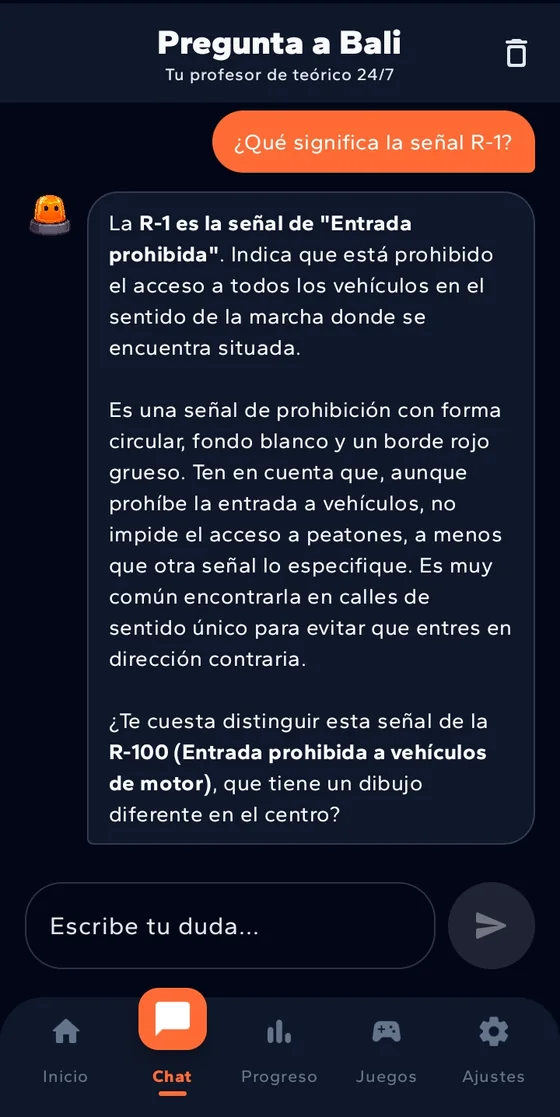 Pregunta a Bali
Tu profesor de teórico 24/7
¿Qué significa la señal R-1?
La R-1 es la señal de "Entrada
prohibida". Indica que está prohibido
el acceso a todos los vehículos en el
sentido de la marcha donde se
encuentra situada.
Es una señal de prohibición con forma
circular, fondo blanco y un borde rojo
grueso. Ten en cuenta que, aunque
prohíbe la entrada a vehículos, no
impide el acceso a peatones, a menos
que otra señal lo especifique. Es muy
común encontrarla en calles de
sentido único para evitar que entres en
dirección contraria.
¿Te cuesta distinguir esta señal de la
R-100 (Entrada prohibida a vehículos
de motor), que tiene un dibujo
diferente en el centro?
Escribe tu duda...
Inicio
Chat
Progreso
Juegos
Ajustes